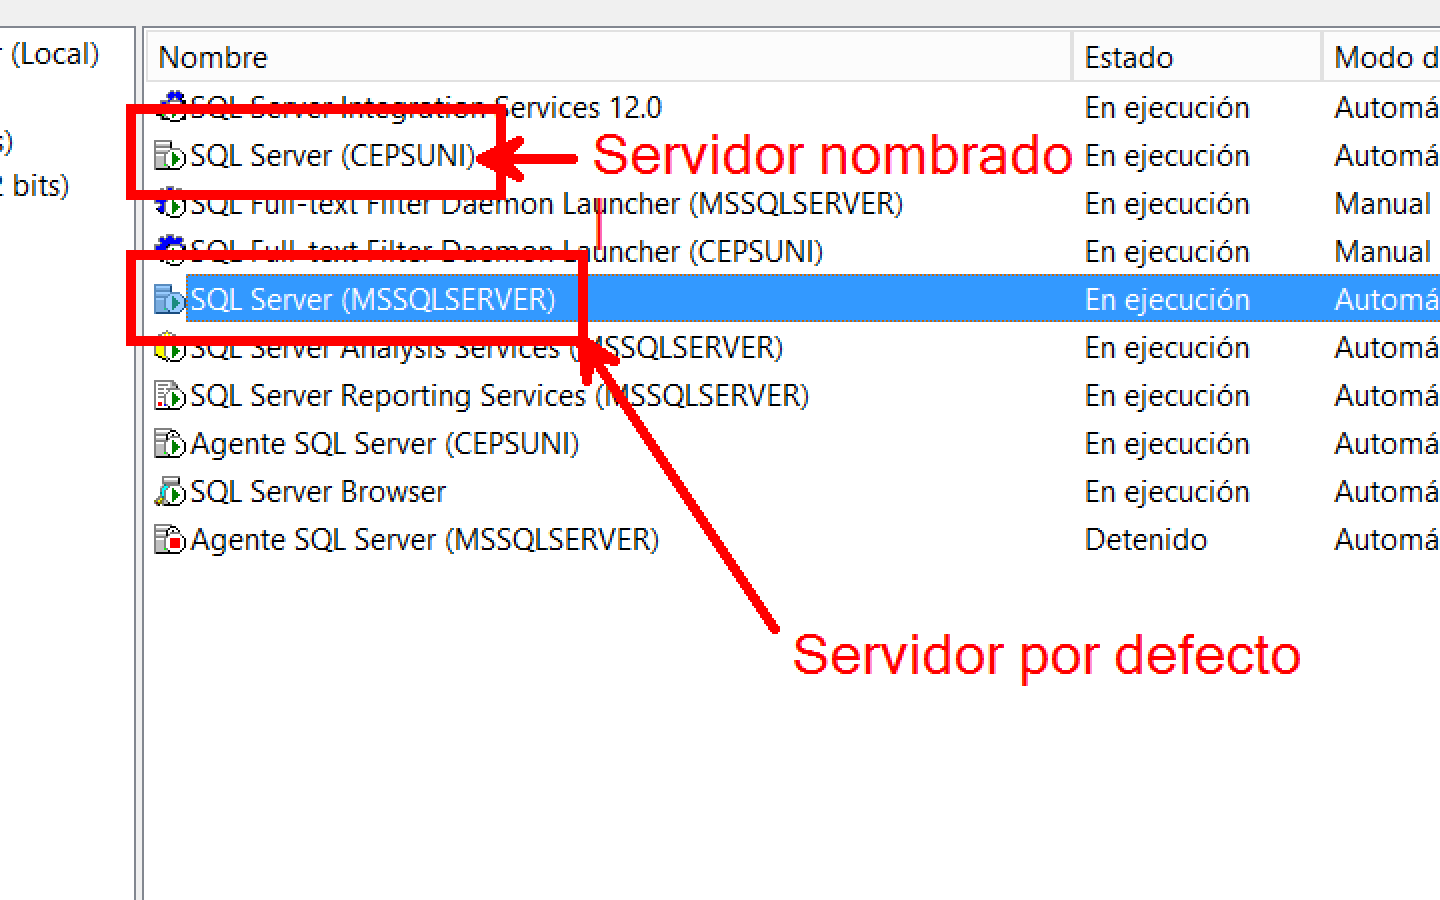 r (Local)
s)
2 bits)
Nombre Estado Modo d
SQL Server Integration Services 12.0 En ejecución Automá
SQL Server (CEPSUNI) Servidor nombrado En ejecución Automá
SQL Full-text Filter Daemon Launcher (MSSQLSERVER) En ejecución Manual
SQL Full-text Filter Daemon Launcher (CEPSUNI) En ejecución Manual
SQL Server (MSSQLSERVER) En ejecución Automá
SQL Server Analysis Services (MSSQLSERVER) En ejecución Automá
SQL Server Reporting Services (MSSQLSERVER) En ejecución Automá
Agente SQL Server (CEPSUNI) En ejecución Automá
SQL Server Browser En ejecución Automá
Agente SQL Server (MSSQLSERVER) Detenido Automá
Servidor por defecto